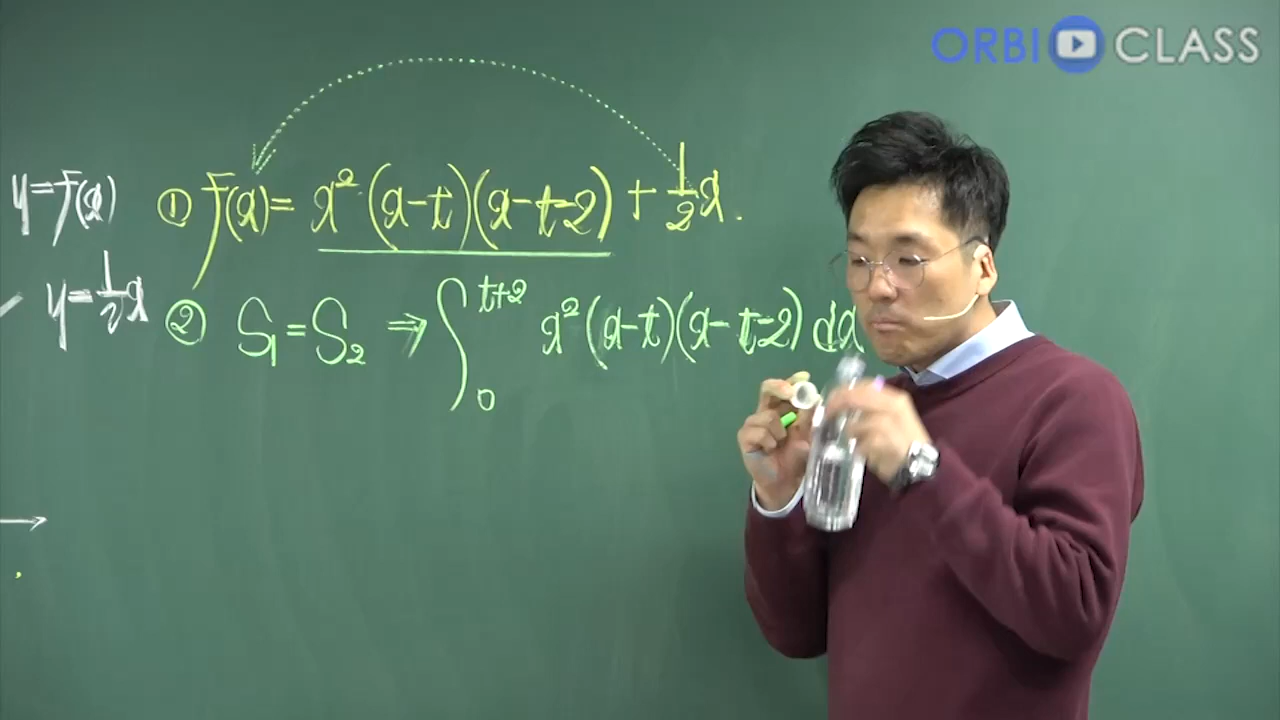 ORBI CLASS
y=f(x)
① f(x)= x²(x-t)(x-t-2) + 1/2 x.
y=1/2 x
② S₁=S₂ ⇒ ∫₀^{t+2} x²(x-t)(x-t-2) dx